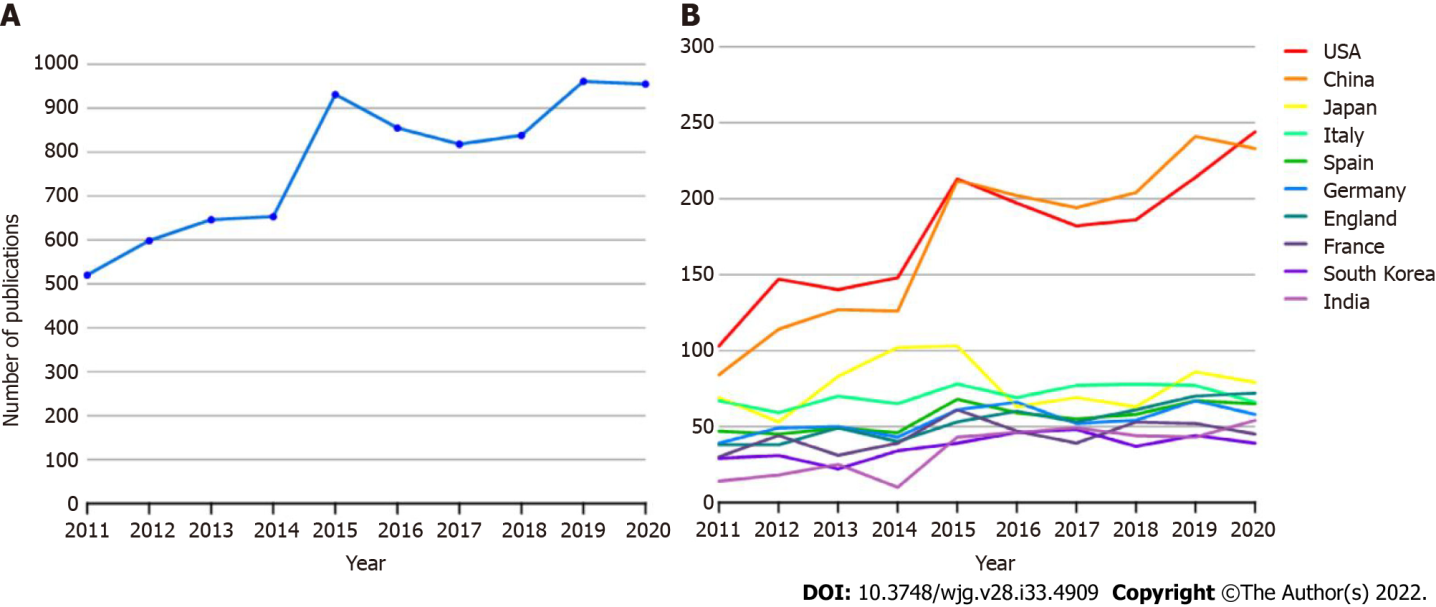 A
Number of publications
1000
900
800
700
600
500
400
300
200
100
0
2011 2012 2013 2014 2015 2016 2017 2018 2019 2020
Year
B
300
250
200
150
100
50
0
2011 2012 2013 2014 2015 2016 2017 2018 2019 2020
Year
USA
China
Japan
Italy
Spain
Germany
England
France
South Korea
India
DOI: 10.3748/wjg.v28.i33.4909 Copyright ©The Author(s) 2022.